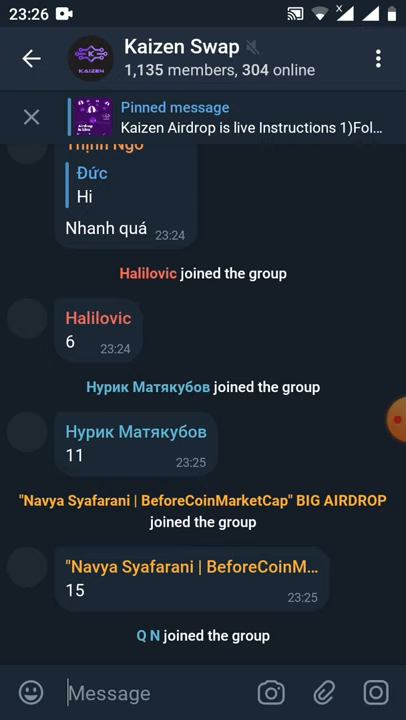 23:26
Kaizen Swap
1,135 members, 304 online
KAIZEN
Pinned message
Kaizen Airdrop is live Instructions 1)Fol...
Thịnh Ngô
Đức
Hi
Nhanh quá 23:24
Halilovic joined the group
Halilovic
6 23:24
Нурик Матякубов joined the group
Нурик Матякубов
11 23:25
"Navya Syafarani | BeforeCoinMarketCap" BIG AIRDROP
joined the group
"Navya Syafarani | BeforeCoinM...
15 23:25
Q N joined the group
Message